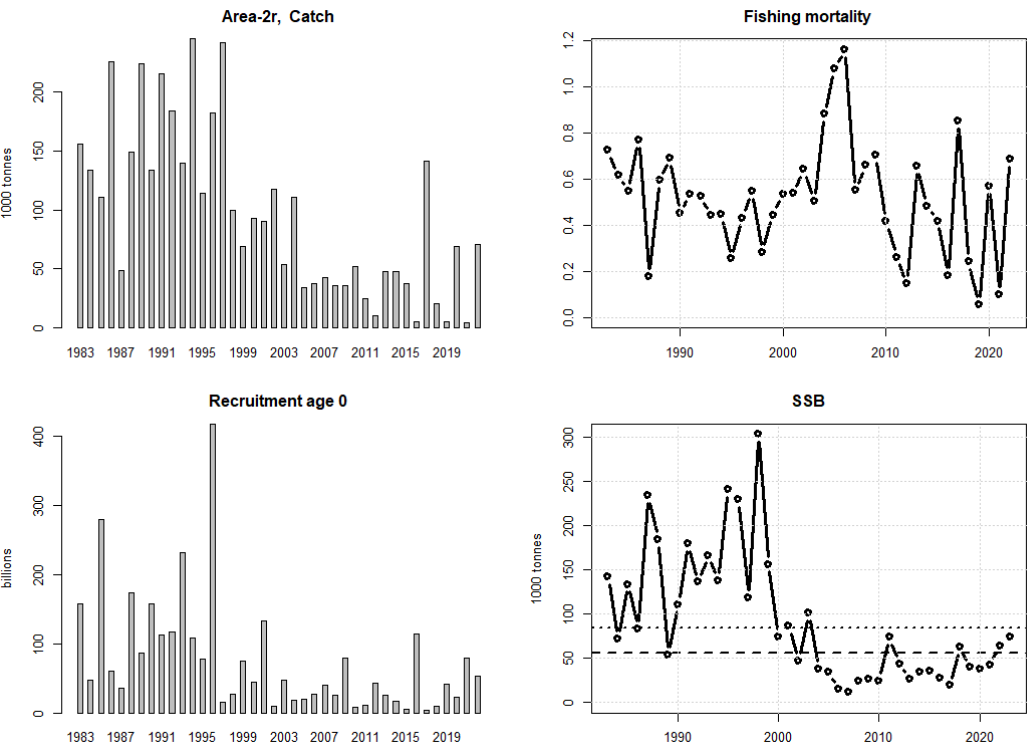 Area-2r, Catch
1000 tonnes
0 50 100 150 200
1983 1987 1991 1995 1999 2003 2007 2011 2015 2019
Fishing mortality
0.0 0.2 0.4 0.6 0.8 1.0 1.2
1990 2000 2010 2020
Recruitment age 0
billions
0 100 200 300 400
1983 1987 1991 1995 1999 2003 2007 2011 2015 2019
SSB
1000 tonnes
0 50 100 150 200 250 300
1990 2000 2010 2020